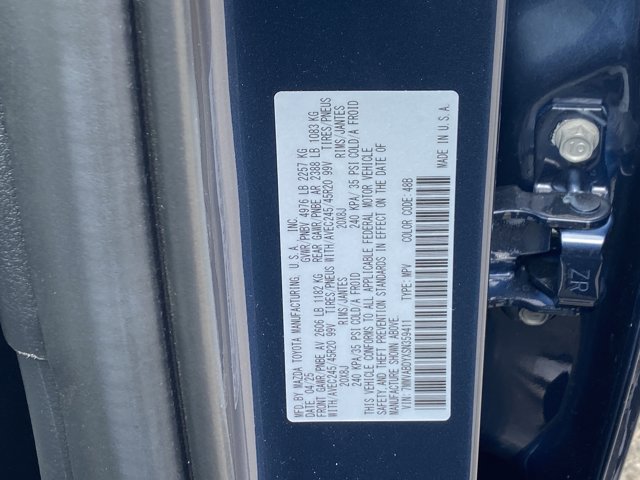 MFD.BY MAZDA TOYOTA MANUFACTURING, U.S.A. INC.
DATE 04/25 GVWR/PNBV 4976 LB 2257 KG
FRONT GAWR/PNBE AV 2606 LB 1182 KG REAR GAWR/PNBE AR 2388 LB 1083 KG
WITH/AVEC245/45R20 99V TIRES/PNEUS WITH/AVEC245/45R20 99V TIRES/PNEUS
20X8J RIMS/JANTES 20X8J RIMS/JANTES
240 KPA/35 PSI COLD/A FROID 240 KPA/ 35 PSI COLD/A FROID
THIS VEHICLE CONFORMS TO ALL APPLICABLE FEDERAL MOTOR VEHICLE
SAFETY AND THEFT PREVENTION STANDARDS IN EFFECT ON THE DATE OF
MANUFACTURE SHOWN ABOVE.
VIN: TYPE: MPV COLOR CODE: 48B
MADE IN U.S.A.
ZR